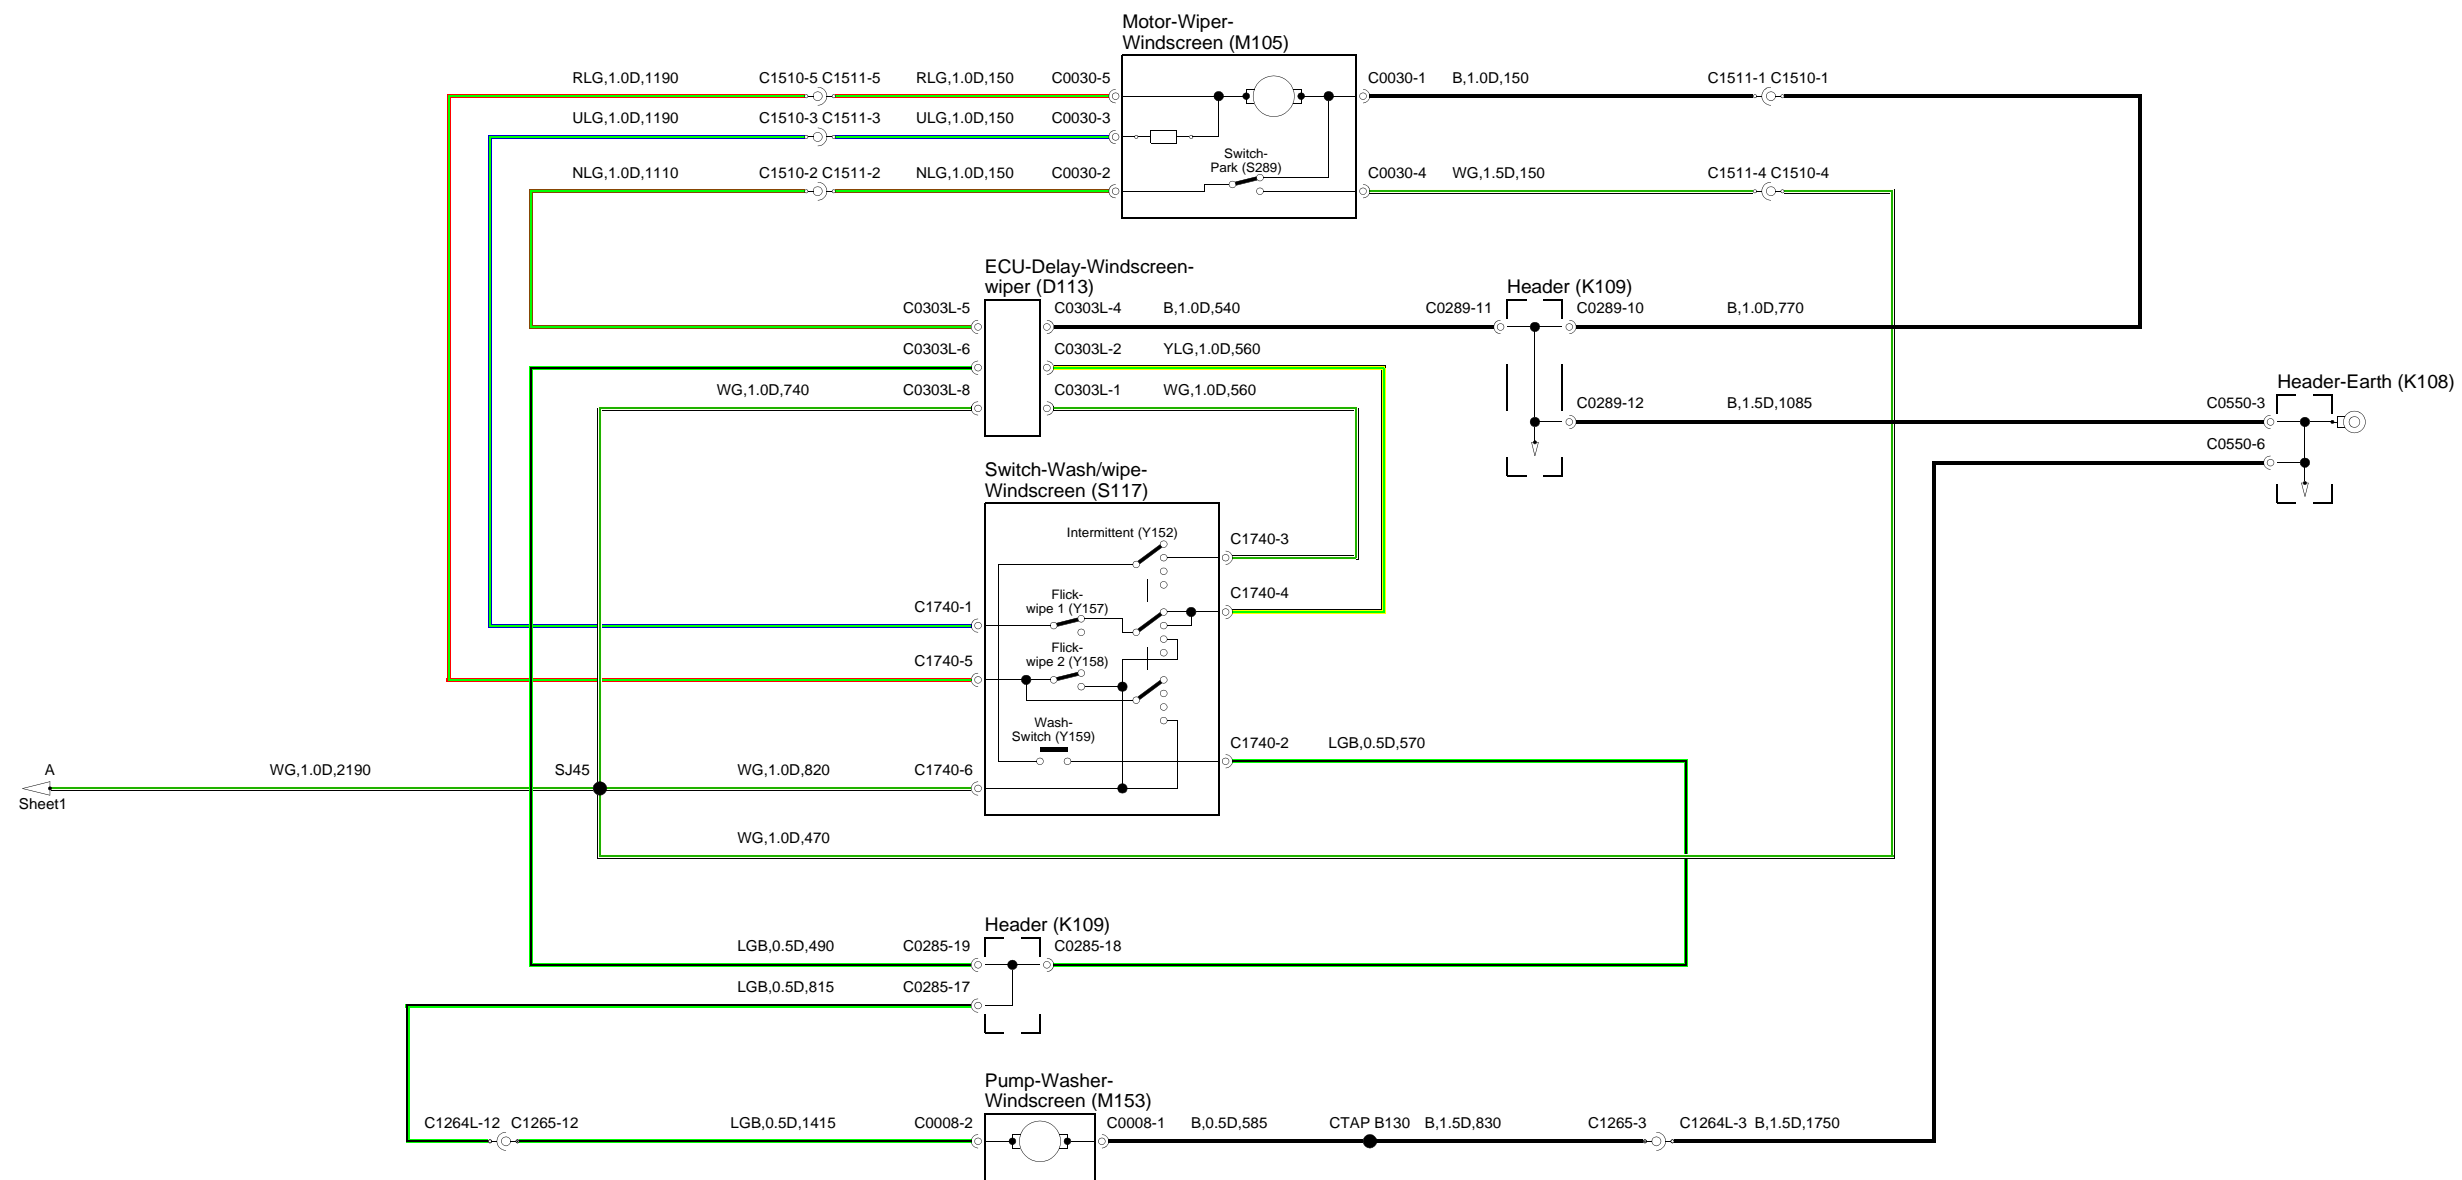 Motor-Wiper-
Windscreen (M105)
RLG,1.0D,1190
C1510-5 C1511-5
RLG,1.0D,150
C0030-5
C0030-1
B,1.0D,150
C1511-1 C1510-1
ULG,1.0D,1190
C1510-3 C1511-3
ULG,1.0D,150
C0030-3
Switch-
Park (S289)
NLG,1.0D,1110
C1510-2 C1511-2
NLG,1.0D,150
C0030-2
C0030-4
WG,1.5D,150
C1511-4 C1510-4
ECU-Delay-Windscreen-
wiper (D113)
Header (K109)
C0303L-5
C0303L-4
B,1.0D,540
C0289-11
C0289-10
B,1.0D,770
C0303L-6
C0303L-2
YLG,1.0D,560
WG,1.0D,740
C0303L-8
C0303L-1
WG,1.0D,560
Header-Earth (K108)
C0289-12
B,1.5D,1085
C0550-3
C0550-6
Switch-Wash/wipe-
Windscreen (S117)
Intermittent (Y152)
C1740-3
C1740-4
Flick-
wipe 1 (Y157)
C1740-1
Flick-
wipe 2 (Y158)
C1740-5
Wash-
Switch (Y159)
C1740-2
LGB,0.5D,570
A
WG,1.0D,2190
SJ45
WG,1.0D,820
C1740-6
Sheet1
WG,1.0D,470
Header (K109)
LGB,0.5D,490
C0285-19
C0285-18
LGB,0.5D,815
C0285-17
Pump-Washer-
Windscreen (M153)
C1264L-12 C1265-12
LGB,0.5D,1415
C0008-2
C0008-1
B,0.5D,585
CTAP B130
B,1.5D,830
C1265-3
C1264L-3 B,1.5D,1750